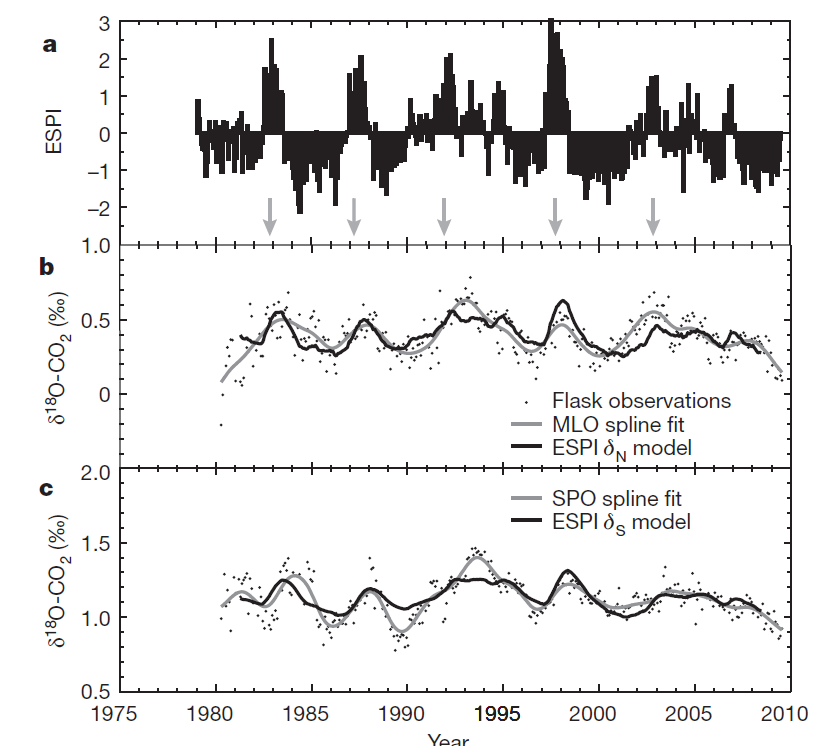 a
ESPI
3
2
1
0
−1
−2
b
δ18O-CO2 (‰)
1.0
0.5
0
Flask observations
MLO spline fit
ESPI δN model
c
δ18O-CO2 (‰)
2.0
1.5
1.0
0.5
SPO spline fit
ESPI δS model
1975 1980 1985 1990 1995 2000 2005 2010
Year